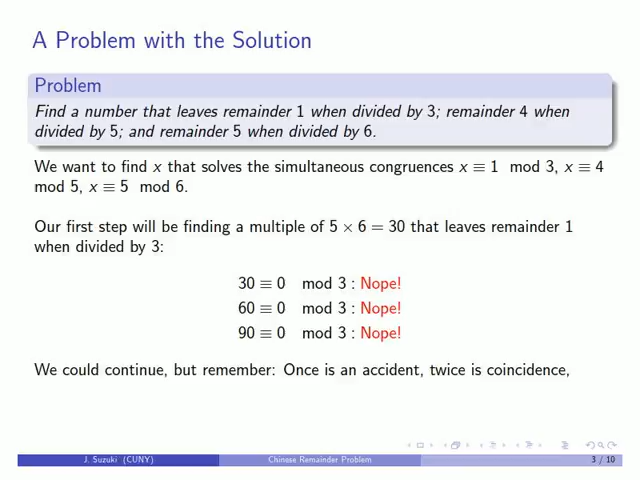 A Problem with the Solution
Problem
Find a number that leaves remainder 1 when divided by 3; remainder 4 when
divided by 5; and remainder 5 when divided by 6.
We want to find x that solves the simultaneous congruences x ≡ 1 mod 3, x ≡ 4
mod 5, x ≡ 5 mod 6.
Our first step will be finding a multiple of 5 × 6 = 30 that leaves remainder 1
when divided by 3:
30 ≡ 0 mod 3 : Nope!
60 ≡ 0 mod 3 : Nope!
90 ≡ 0 mod 3 : Nope!
We could continue, but remember: Once is an accident, twice is coincidence,
J. Suzuki (CUNY) Chinese Remainder Problem 3 / 10